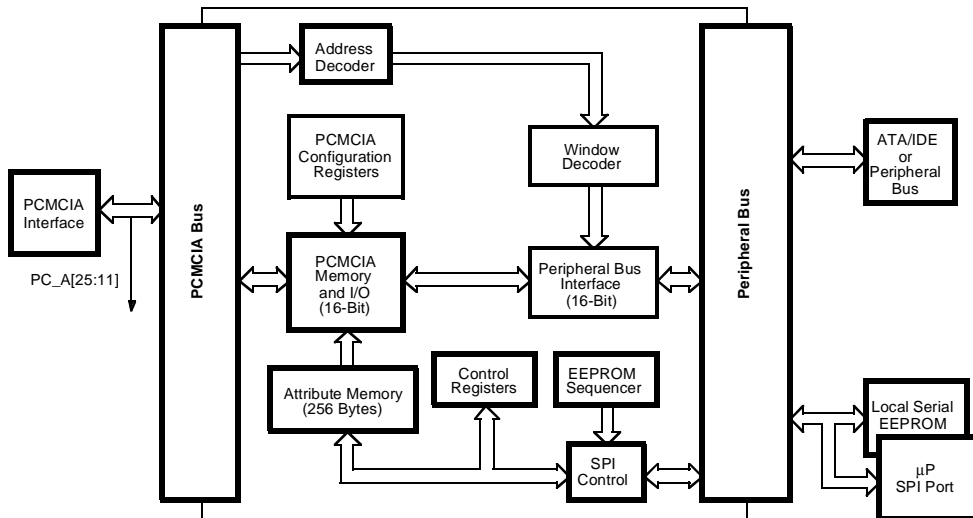 Address
Decoder
PCMCIA
Configuration
Registers
Window
Decoder
ATA/IDE
or
Peripheral
Bus
PCMCIA
Interface
PCMCIA Bus
Peripheral Bus
PC_A[25:11]
PCMCIA
Memory
and I/O
(16-Bit)
Peripheral Bus
Interface
(16-Bit)
Attribute Memory
(256 Bytes)
Control
Registers
EEPROM
Sequencer
SPI
Control
Local Serial
EEPROM
μP
SPI Port